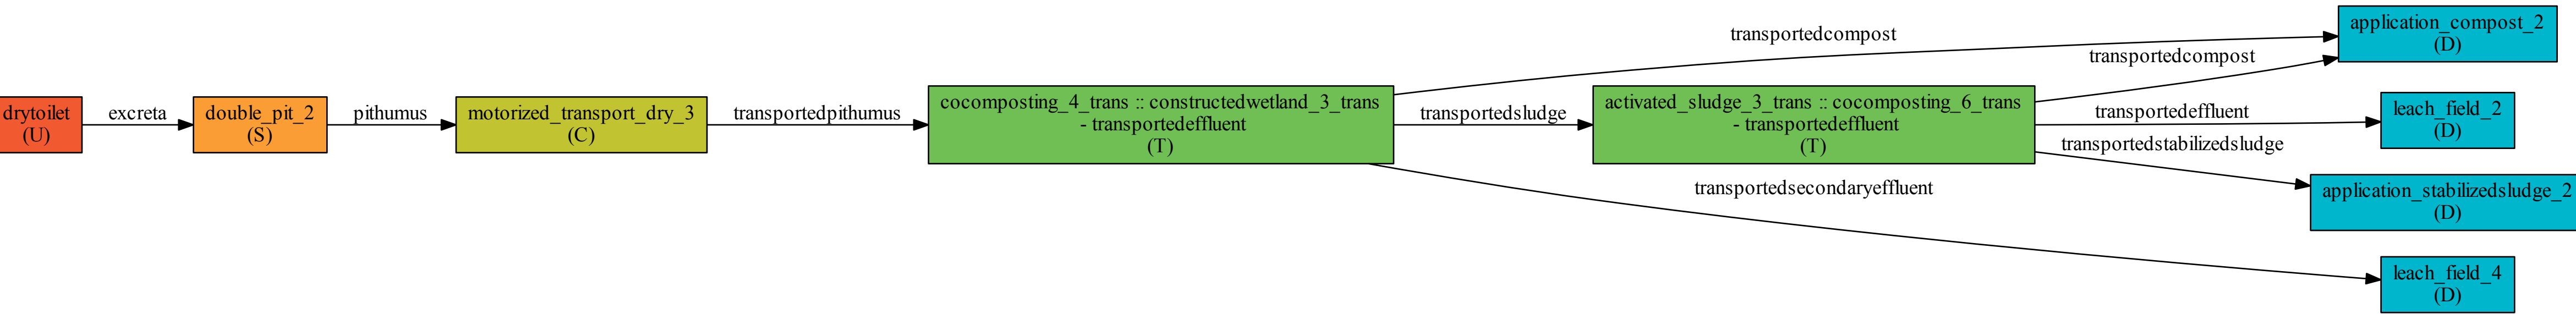 drytoilet
(U)
excreta
double_pit_2
(S)
pithumus
motorized_transport_dry_3
(C)
transportedpithumus
cocomposting_4_trans :: constructedwetland_3_trans
- transportedeffluent
(T)
transportedcompost
transportedsludge
transportedsecondaryeffluent
activated_sludge_3_trans :: cocomposting_6_trans
- transportedeffluent
(T)
transportedcompost
transportedeffluent
transportedstabilizedsludge
application_compost_2
(D)
leach_field_2
(D)
application_stabilizedsludge_2
(D)
leach_field_4
(D)